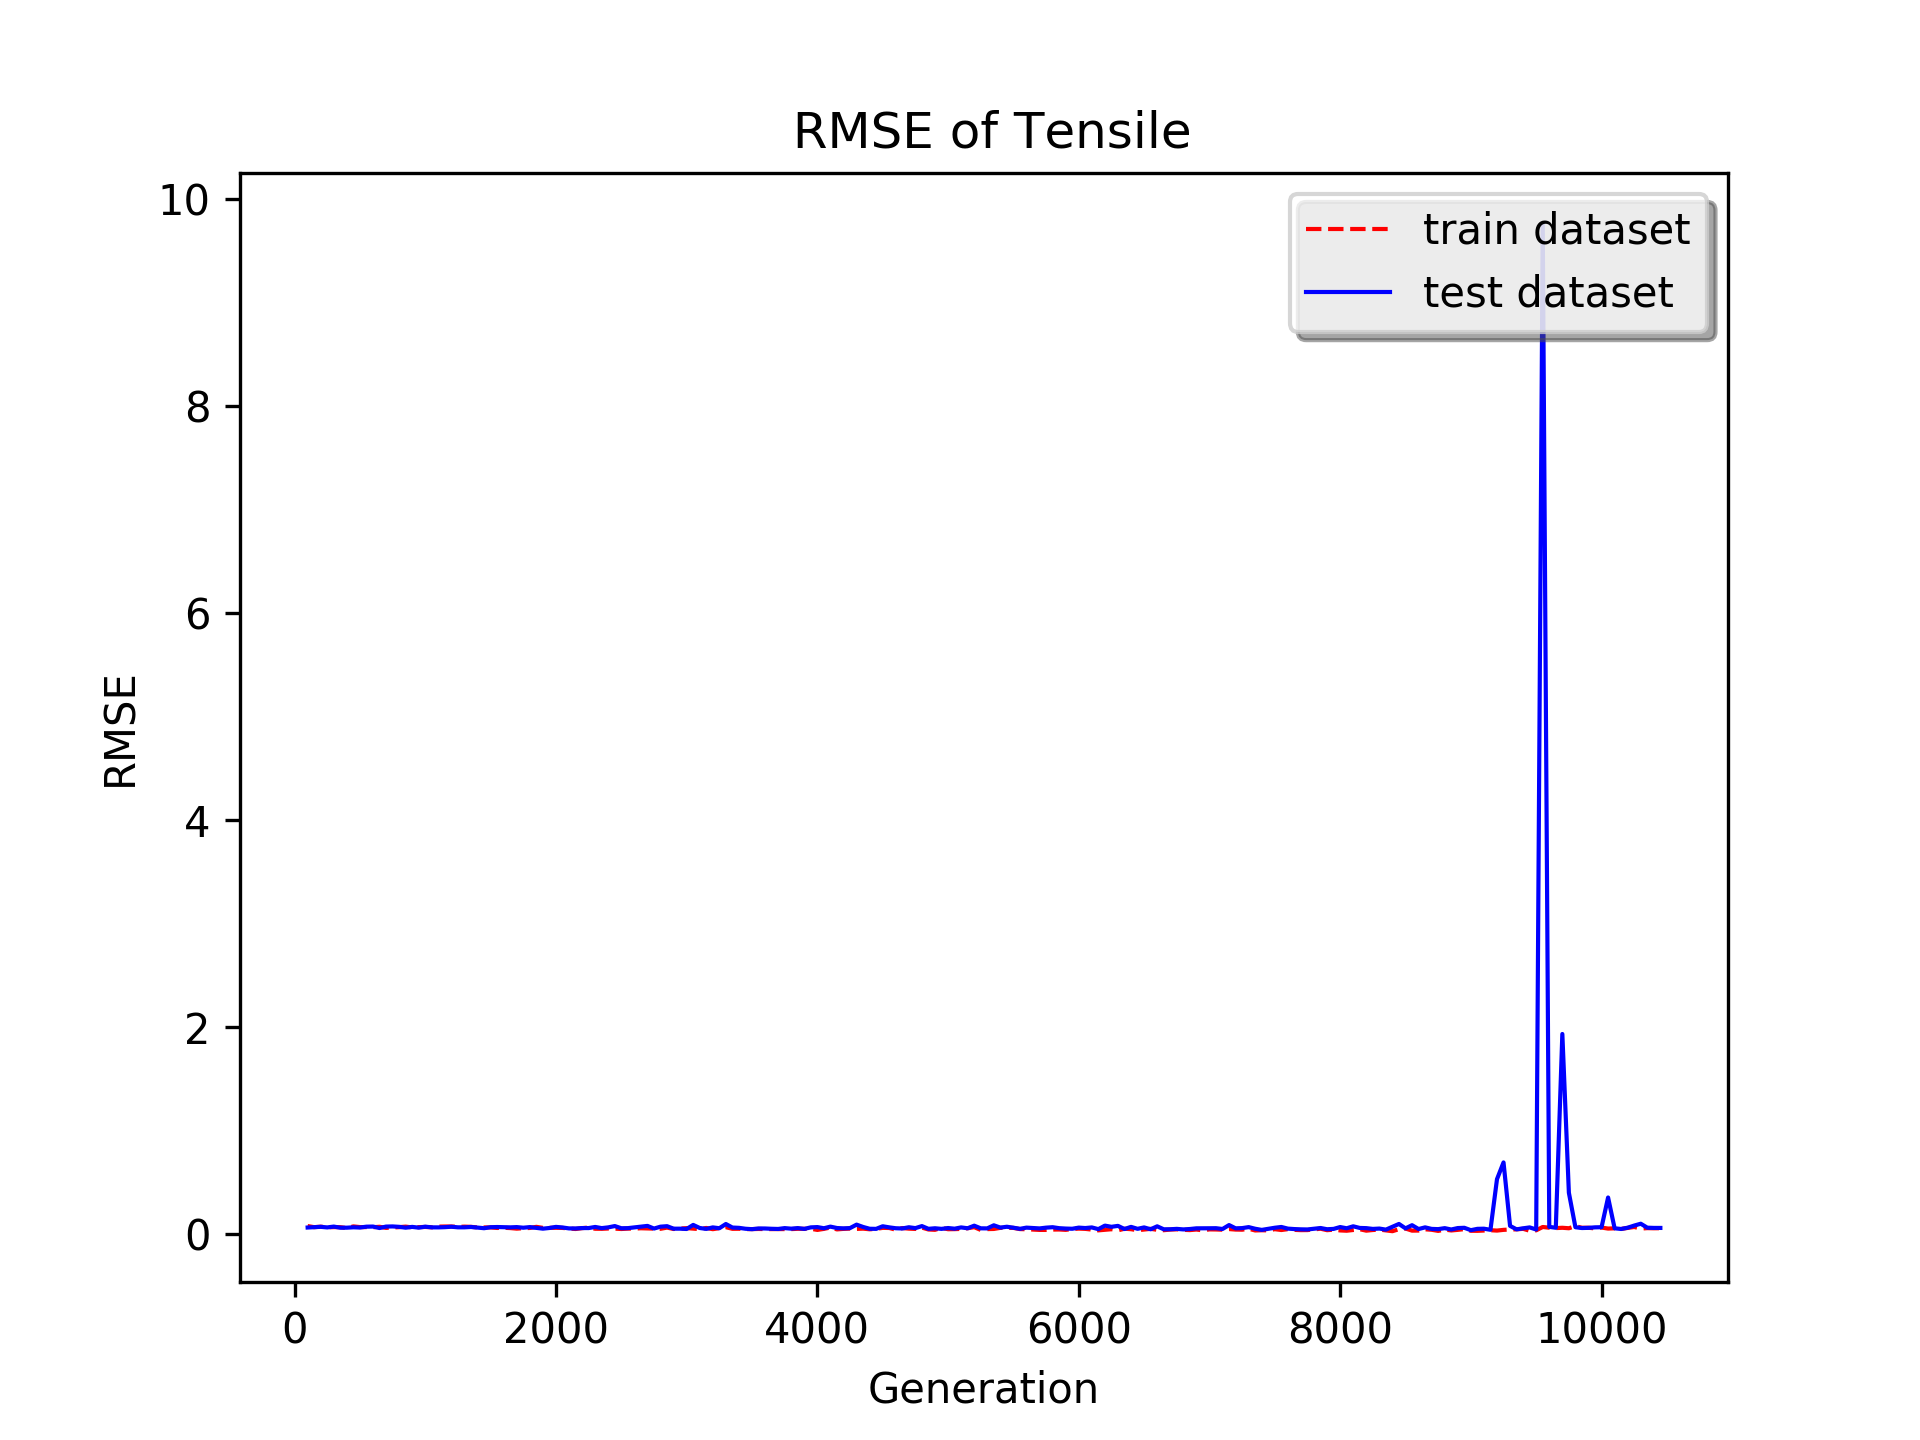 RMSE of Tensile
10
8
6
4
2
0
RMSE
train dataset
test dataset
0 2000 4000 6000 8000 10000
Generation